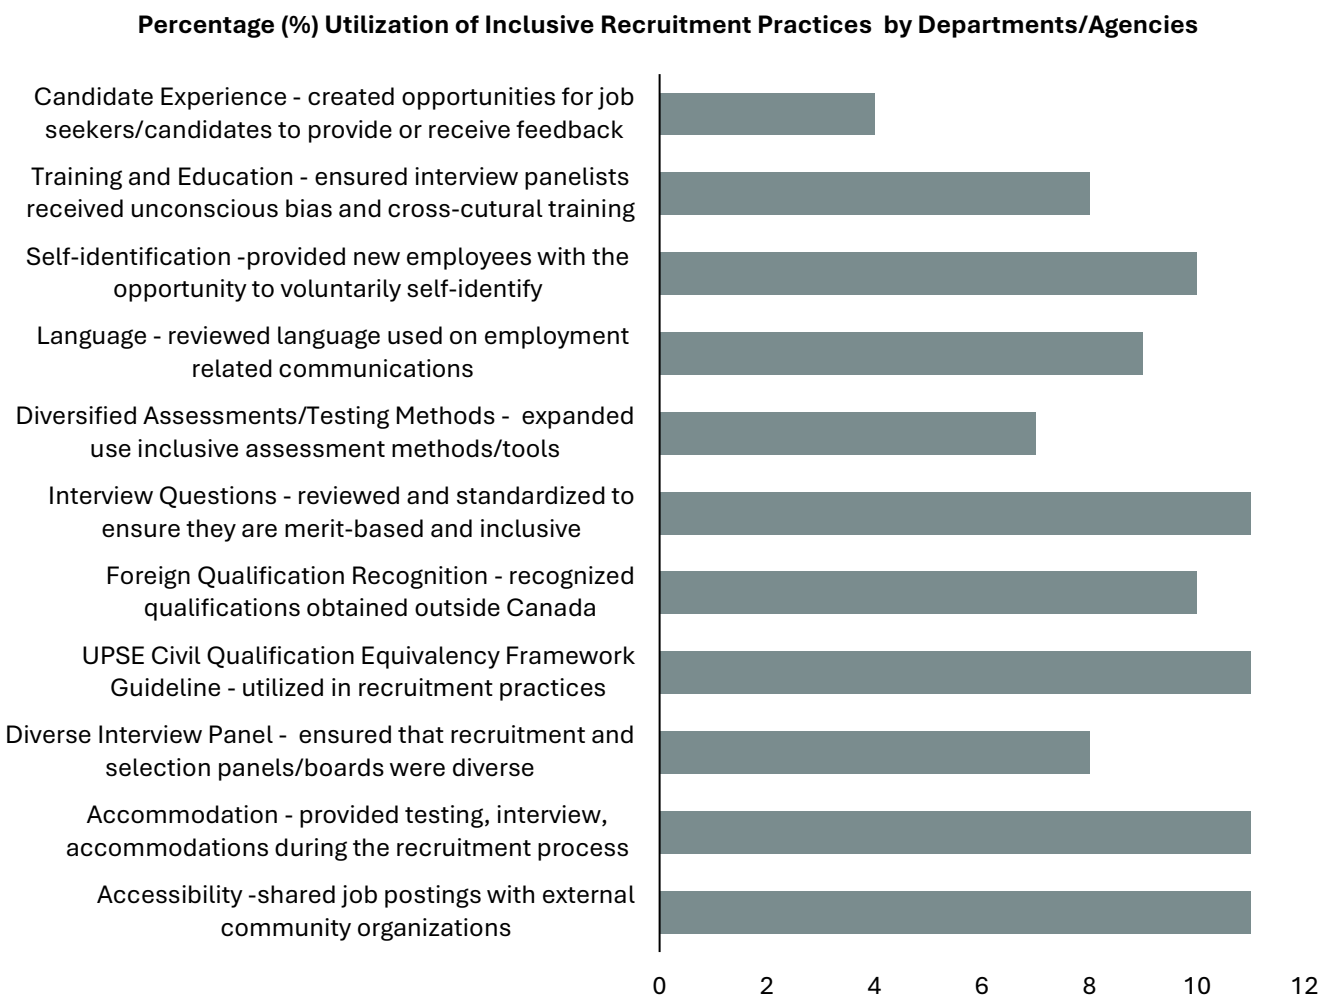 Percentage (%) Utilization of Inclusive Recruitment Practices  by Departments/Agencies
Candidate Experience - created opportunities for job
seekers/candidates to provide or receive feedback
Training and Education - ensured interview panelists
received unconscious bias and cross-cutural training
Self-identification -provided new employees with the
opportunity to voluntarily self-identify
Language - reviewed language used on employment
related communications
Diversified Assessments/Testing Methods -  expanded
use inclusive assessment methods/tools
Interview Questions - reviewed and standardized to
ensure they are merit-based and inclusive
Foreign Qualification Recognition - recognized
qualifications obtained outside Canada
UPSE Civil Qualification Equivalency Framework
Guideline - utilized in recruitment practices
Diverse Interview Panel -  ensured that recruitment and
selection panels/boards were diverse
Accommodation - provided testing, interview,
accommodations during the recruitment process
Accessibility -shared job postings with external
community organizations
0 2 4 6 8 10 12